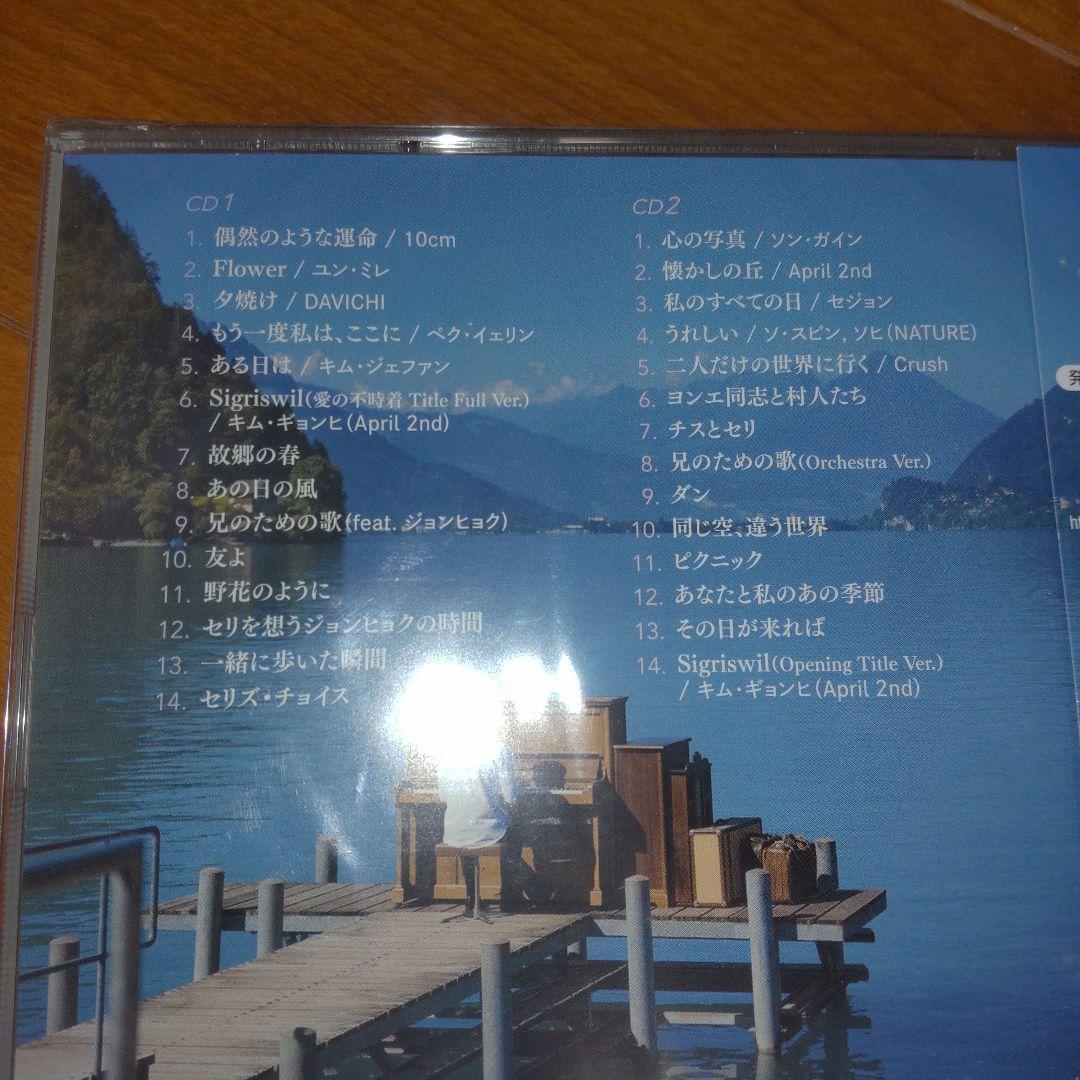 CD1
1. 偶然のような運命 / 10cm
2. Flower / ユン・ミレ
3. 夕焼け / DAVICHI
4. もう一度私は、ここに / ペク・イェリン
5. ある日は / キム・ジェファン
6. Sigriswil(愛の不時着 Title Full Ver.)
/ キム・ギョンヒ(April 2nd)
7. 故郷の春
8. あの日の風
9. 兄のための歌(feat. ジョンヒョク)
10. 友よ
11. 野花のように
12. セリを想うジョンヒョクの時間
13. 一緒に歩いた瞬間
14. セリズ・チョイス
CD2
1. 心の写真 / ソン・ガイン
2. 懐かしの丘 / April 2nd
3. 私のすべての日 / セジョン
4. うれしい / ソ・スピン, ソヒ(NATURE)
5. 二人だけの世界に行く / Crush
6. ヨンエ同志と村人たち
7. チスとセリ
8. 兄のための歌(Orchestra Ver.)
9. ダン
10. 同じ空、違う世界
11. ピクニック
12. あなたと私のあの季節
13. その日が来れば
14. Sigriswil(Opening Title Ver.)
/ キム・ギョンヒ(April 2nd)